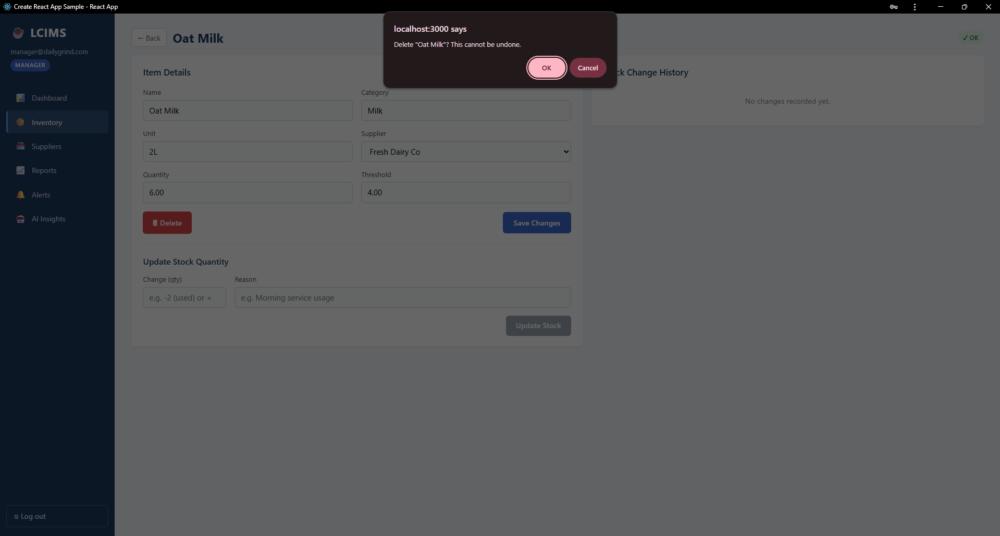 Create React App Sample - React App
LCIMS
manager@dailygrind.com
MANAGER
Dashboard
Inventory
Suppliers
Reports
Alerts
AI Insights
Log out
← Back
Oat Milk
✓ OK
localhost:3000 says
Delete "Oat Milk"? This cannot be undone.
OK
Cancel
Item Details
Name
Category
Oat Milk
Milk
Unit
Supplier
2L
Fresh Dairy Co
Quantity
Threshold
6.00
4.00
Delete
Save Changes
Update Stock Quantity
Change (qty)
Reason
e.g. -2 (used) or +
e.g. Morning service usage
Update Stock
ck Change History
No changes recorded yet.